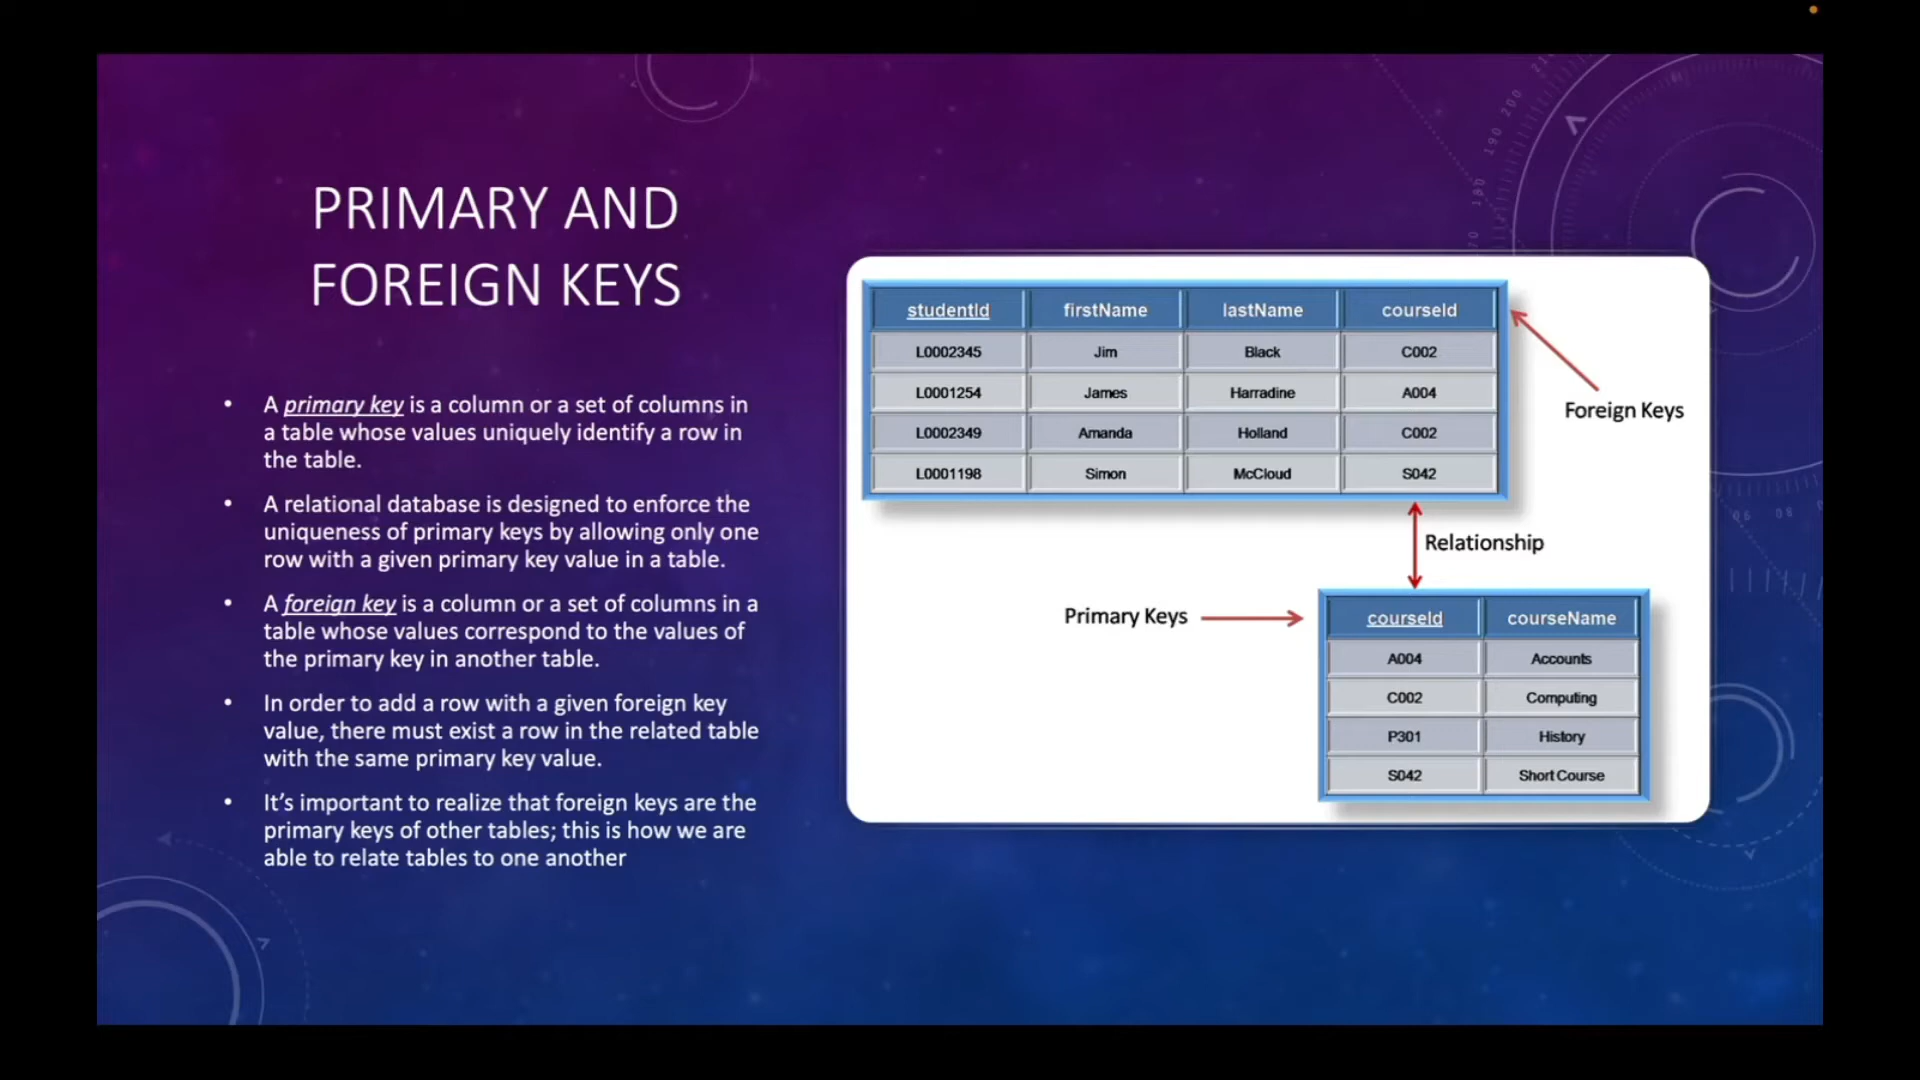 PRIMARY AND
FOREIGN KEYS
• A primary key is a column or a set of columns in
a table whose values uniquely identify a row in
the table.
• A relational database is designed to enforce the
uniqueness of primary keys by allowing only one
row with a given primary key value in a table.
• A foreign key is a column or a set of columns in a
table whose values correspond to the values of
the primary key in another table.
• In order to add a row with a given foreign key
value, there must exist a row in the related table
with the same primary key value.
• It's important to realize that foreign keys are the
primary keys of other tables; this is how we are
able to relate tables to one another
studentId firstName lastName courseId
L0002345 Jim Black C002
L0001254 James Harradine A004
L0002349 Amanda Holland C002
L0001198 Simon McCloud S042
Foreign Keys
Relationship
Primary Keys
courseId courseName
A004 Accounts
C002 Computing
P301 History
S042 Short Course
200
190
180